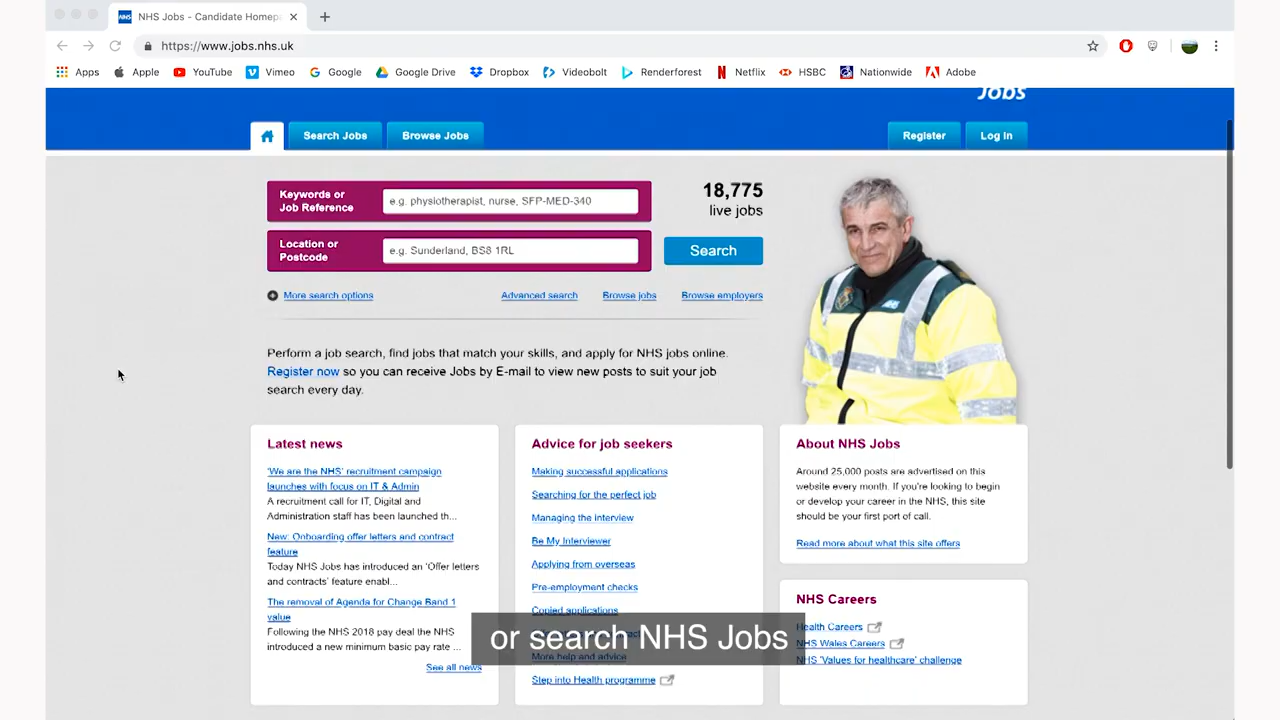 NHS Jobs - Candidate Homep
https://www.jobs.nhs.uk
Apps Apple YouTube Vimeo Google Google Drive Dropbox Videobolt Renderforest Netflix HSBC Nationwide Adobe
Jobs
Search Jobs Browse Jobs Register Log In
Keywords or
Job Reference
e.g. physiotherapist, nurse, SFP-MED-340
18,775
live jobs
Location or
Postcode
e.g. Sunderland, BS8 1RL
Search
More search options Advanced search Browse jobs Browse employers
Perform a job search, find jobs that match your skills, and apply for NHS jobs online.
Register now so you can receive Jobs by E-mail to view new posts to suit your job
search every day.
Latest news
'We are the NHS' recruitment campaign
launches with focus on IT & Admin
A recruitment call for IT, Digital and
Administration staff has been launched th...
New: Onboarding offer letters and contract
feature
Today NHS Jobs has introduced an 'Offer letters
and contracts' feature enabl...
The removal of Agenda for Change Band 1
value
Following the NHS 2018 pay deal the NHS
introduced a new minimum basic pay rate ...
See all news
Advice for job seekers
Making successful applications
Searching for the perfect job
Managing the interview
Be My Interviewer
Applying from overseas
Pre-employment checks
Copied applications
More help and advice
Step into Health programme
About NHS Jobs
Around 25,000 posts are advertised on this
website every month. If you're looking to begin
or develop your career in the NHS, this site
should be your first port of call.
Read more about what this site offers
NHS Careers
Health Careers
NHS Wales Careers
NHS 'Values for healthcare' challenge
or search NHS Jobs